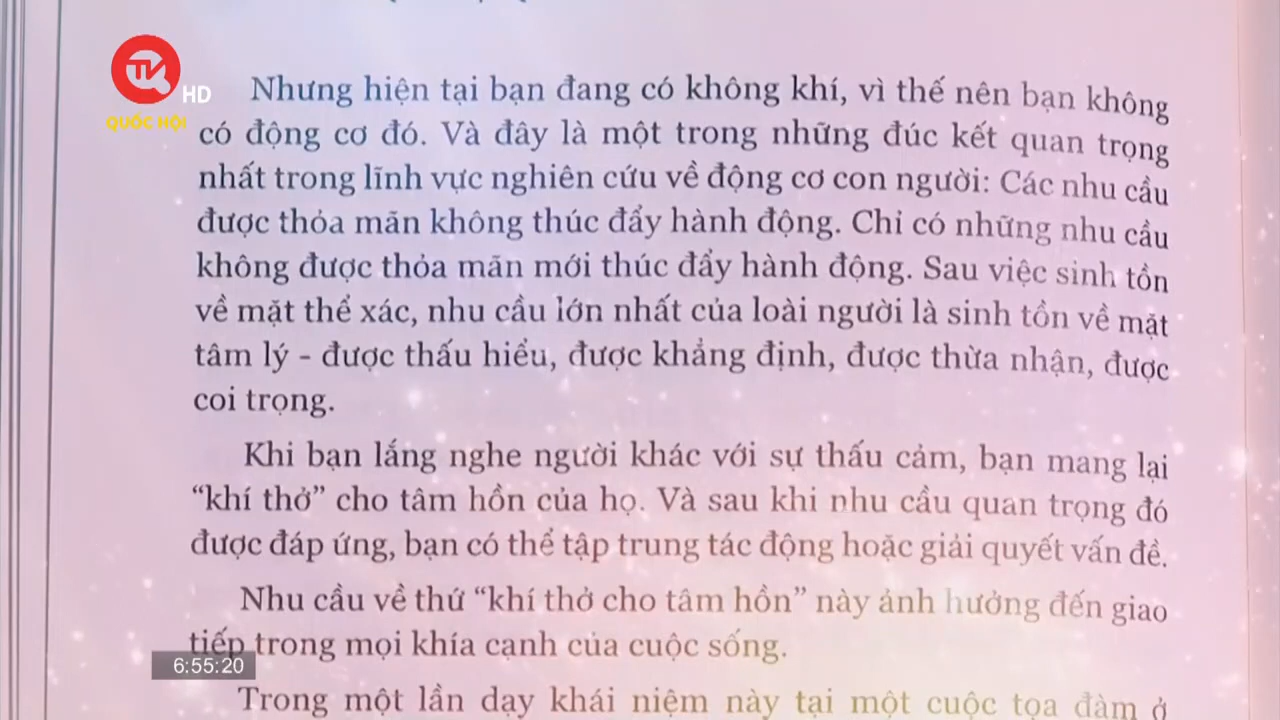 TV
HD
QUỐC HỘI
Nhưng hiện tại bạn đang có không khí, vì thế nên bạn không
có động cơ đó. Và đây là một trong những đúc kết quan trọng
nhất trong lĩnh vực nghiên cứu về động cơ con người: Các nhu cầu
được thỏa mãn không thúc đẩy hành động. Chỉ có những nhu cầu
không được thỏa mãn mới thúc đẩy hành động. Sau việc sinh tồn
về mặt thể xác, nhu cầu lớn nhất của loài người là sinh tồn về mặt
tâm lý - được thấu hiểu, được khẳng định, được thừa nhận, được
coi trọng.
Khi bạn lắng nghe người khác với sự thấu cảm, bạn mang lại
“khí thở” cho tâm hồn của họ. Và sau khi nhu cầu quan trọng đó
được đáp ứng, bạn có thể tập trung tác động hoặc giải quyết vấn đề.
Nhu cầu về thứ “khí thở cho tâm hồn” này ảnh hưởng đến giao
tiếp trong mọi khía cạnh của cuộc sống.
6:55:20
Trong một lần dạy khái niệm này tại một cuộc tọa đàm ở